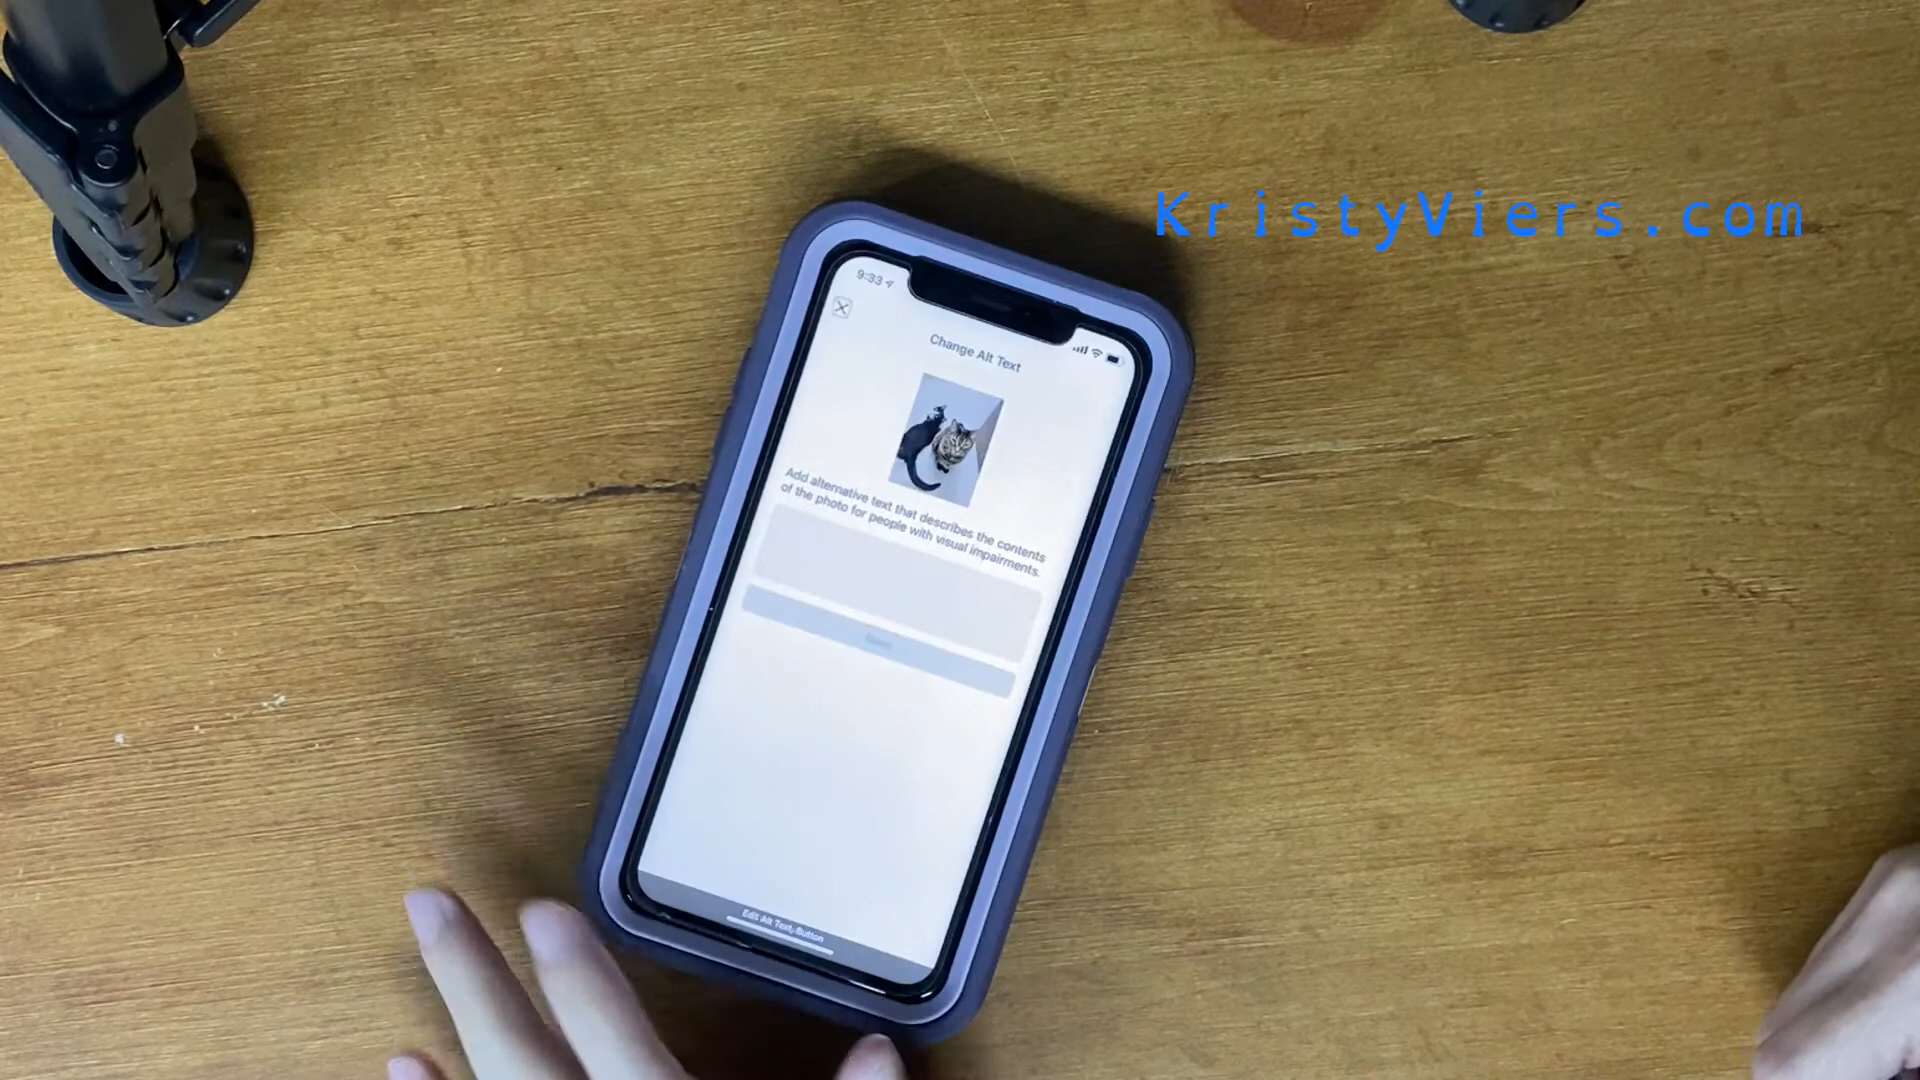 KristyViers.com
9:33
Change Alt Text
Add alternative text that describes the contents
of the photo for people with visual impairments.
Edit Alt Text, Button